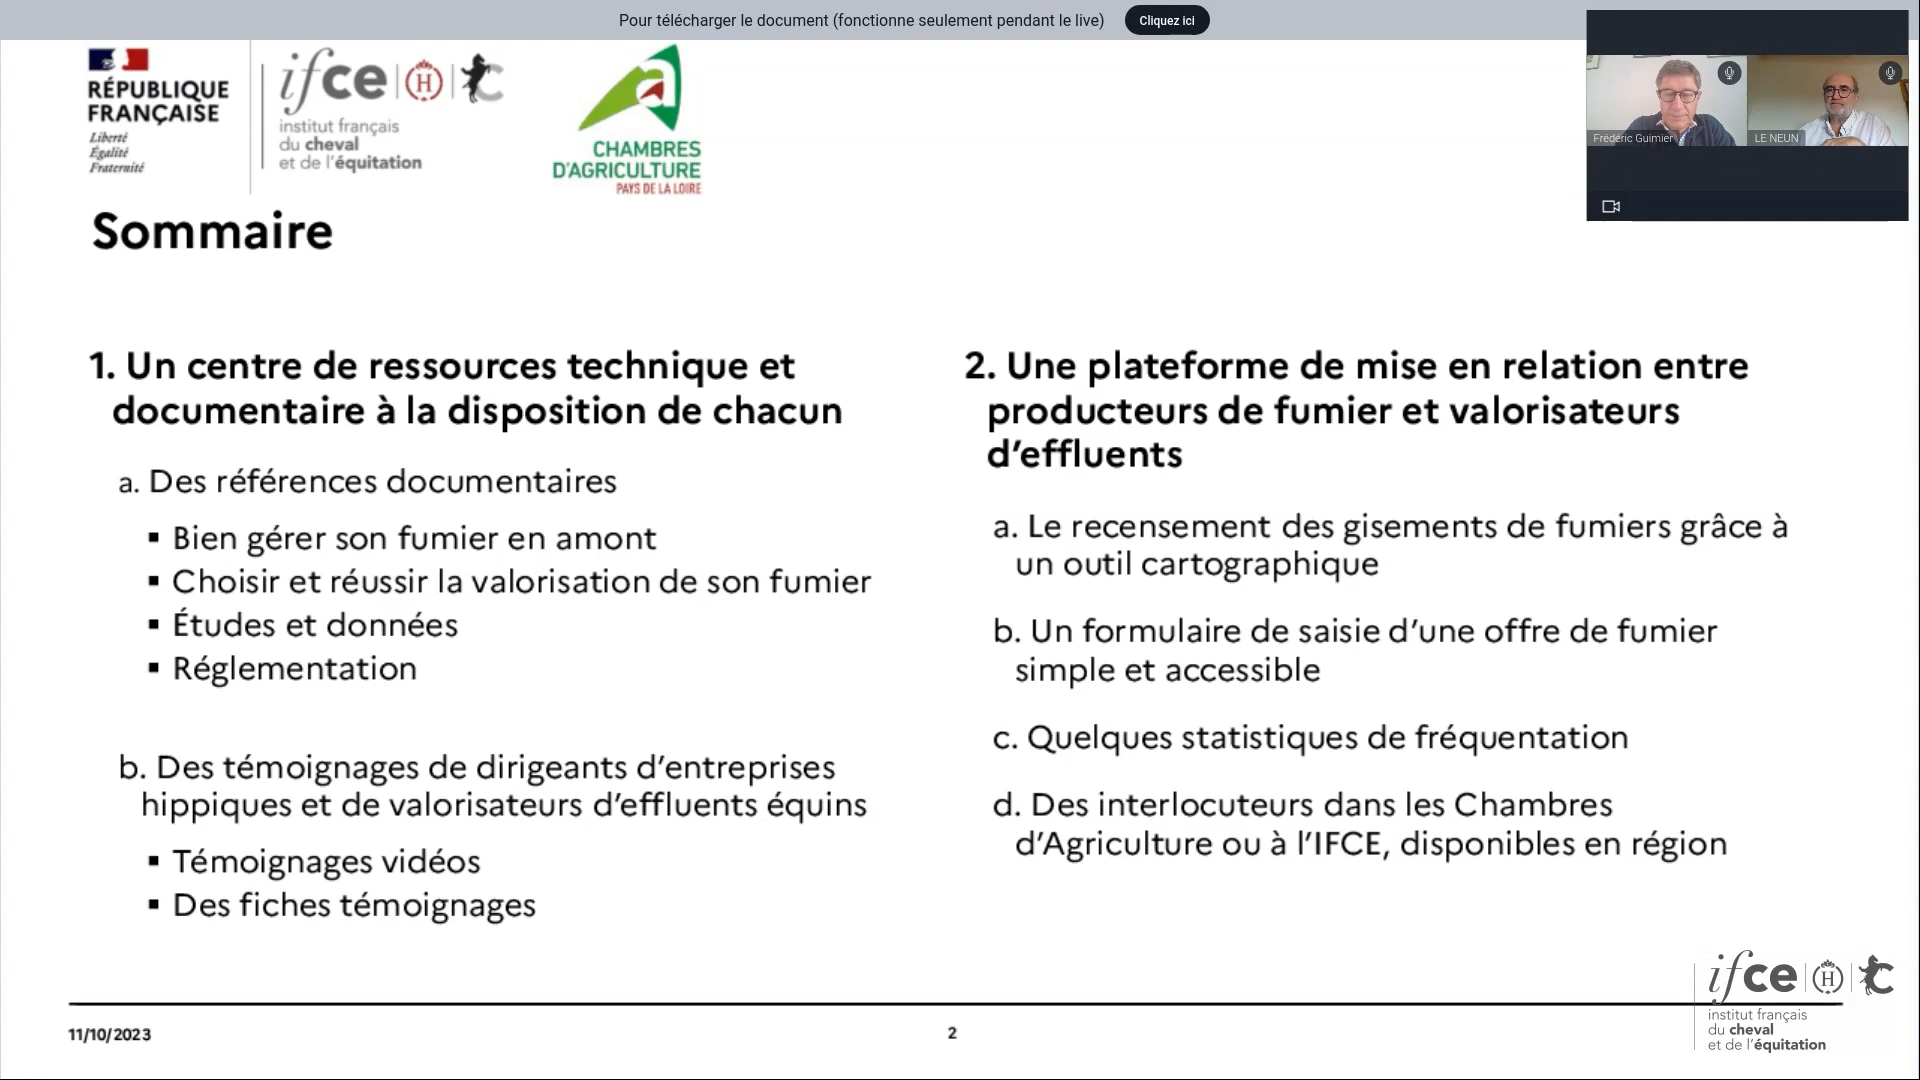 Pour télécharger le document (fonctionne seulement pendant le live)
Cliquez ici
RÉPUBLIQUE
FRANÇAISE
Liberté
Égalité
Fraternité
ifce
institut français
du cheval
et de l'équitation
CHAMBRES
D'AGRICULTURE
PAYS DE LA LOIRE
Frédéric Guimier
LE NEUN
Sommaire
1. Un centre de ressources technique et
documentaire à la disposition de chacun
a. Des références documentaires
▪ Bien gérer son fumier en amont
▪ Choisir et réussir la valorisation de son fumier
▪ Études et données
▪ Réglementation
b. Des témoignages de dirigeants d’entreprises
hippiques et de valorisateurs d’effluents équins
▪ Témoignages vidéos
▪ Des fiches témoignages
2. Une plateforme de mise en relation entre
producteurs de fumier et valorisateurs
d’effluents
a. Le recensement des gisements de fumiers grâce à
un outil cartographique
b. Un formulaire de saisie d’une offre de fumier
simple et accessible
c. Quelques statistiques de fréquentation
d. Des interlocuteurs dans les Chambres
d’Agriculture ou à l’IFCE, disponibles en région
11/10/2023
2
ifce
institut français
du cheval
et de l'équitation